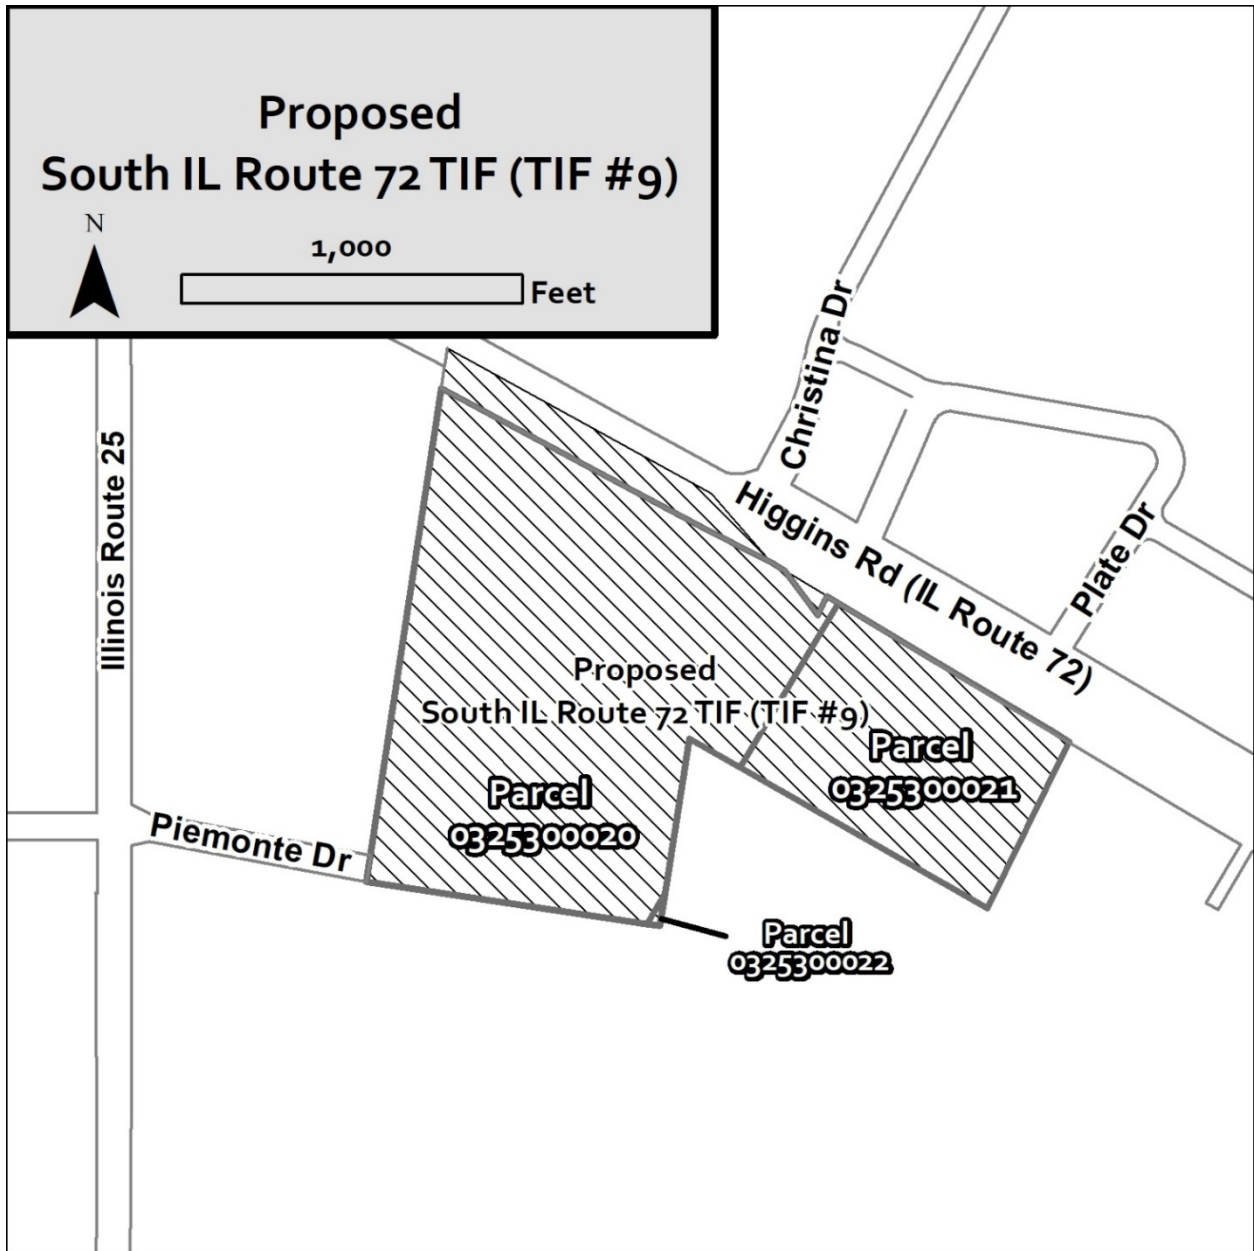 Proposed
South IL Route 72 TIF (TIF #9)
N
1,000
Feet
Christina Dr
Illinois Route 25
Higgins Rd (IL Route 72)
Plate Dr
Proposed
South IL Route 72 TIF (TIF #9)
Parcel
0325300021
Parcel
0325300020
Piemonte Dr
Parcel
0325300022